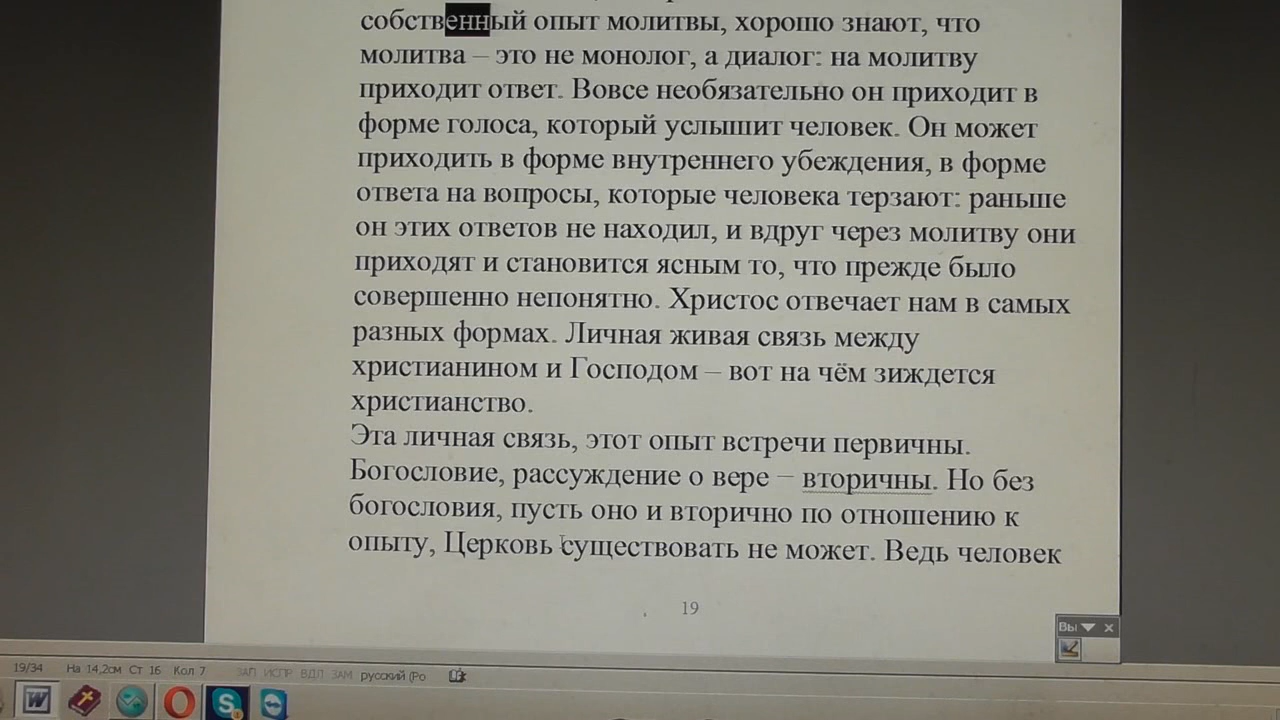 собственный опыт молитвы, хорошо знают, что
молитва – это не монолог, а диалог: на молитву
приходит ответ. Вовсе необязательно он приходит в
форме голоса, который услышит человек. Он может
приходить в форме внутреннего убеждения, в форме
ответа на вопросы, которые человека терзают: раньше
он этих ответов не находил, и вдруг через молитву они
приходят и становится ясным то, что прежде было
совершенно непонятно. Христос отвечает нам в самых
разных формах. Личная живая связь между
христианином и Господом – вот на чём зиждется
христианство.
Эта личная связь, этот опыт встречи первичны.
Богословие, рассуждение о вере – вторичны. Но без
богословия, пусть оно и вторично по отношению к
опыту, Церковь существовать не может. Ведь человек
19
Вы
19/34 На 14,2см Ст 16 Кол 7 ЗАП ИСПР ВДЛ ЗАМ русский (Ро